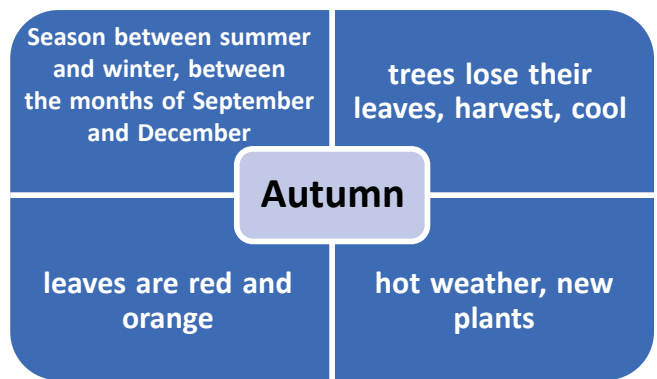 Season between summer
and winter, between
the months of September
and December
trees lose their
leaves, harvest, cool
Autumn
leaves are red and
orange
hot weather, new
plants